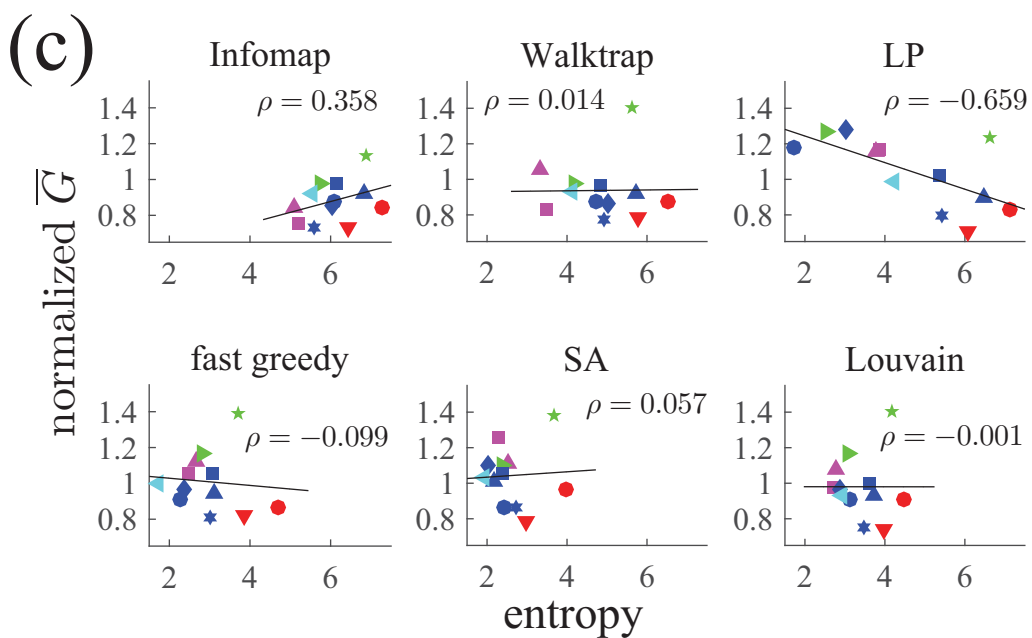 (c)
Infomap
Walktrap
LP
ρ = 0.358
ρ = 0.014
ρ = −0.659
1.4
1.2
1
0.8
2 4 6
2 4 6
2 4 6
normalized G̅
fast greedy
SA
Louvain
ρ = −0.099
ρ = 0.057
ρ = −0.001
1.4
1.2
1
0.8
1.4
1.2
1
0.8
1.4
1.2
1
0.8
1.4
1.2
1
0.8
1.4
1.2
1
0.8
2 4 6
2 4 6
2 4 6
entropy